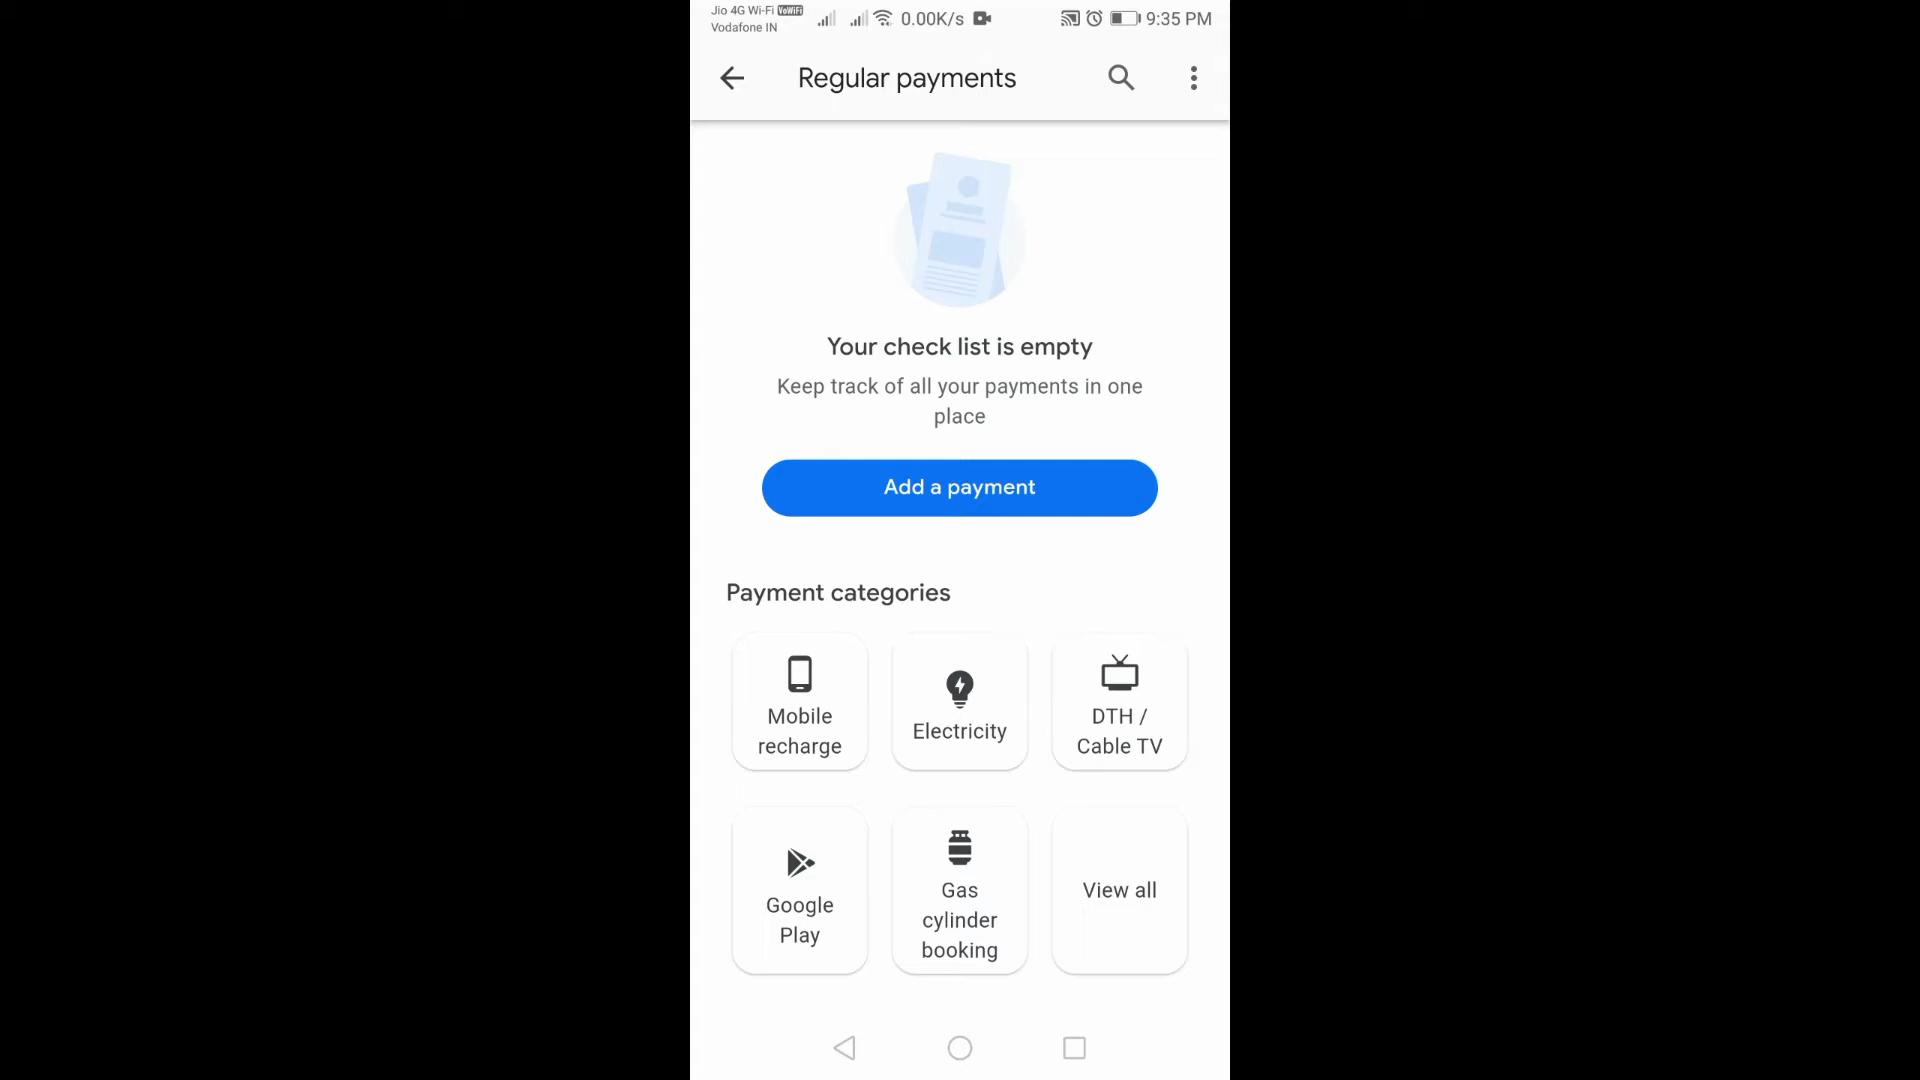 Jio 4G Wi-Fi VoWiFi
Vodafone IN
0.00K/s
9:35 PM
Regular payments
Your check list is empty
Keep track of all your payments in one
place
Add a payment
Payment categories
Mobile
recharge
Electricity
DTH /
Cable TV
Google
Play
Gas
cylinder
booking
View all